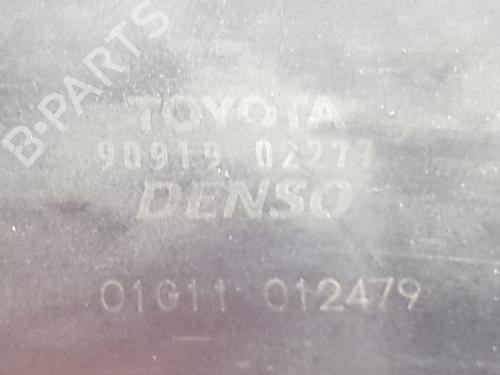 B-PARTS
TOYOTA
90919 02277
DENSO
01G11 012479